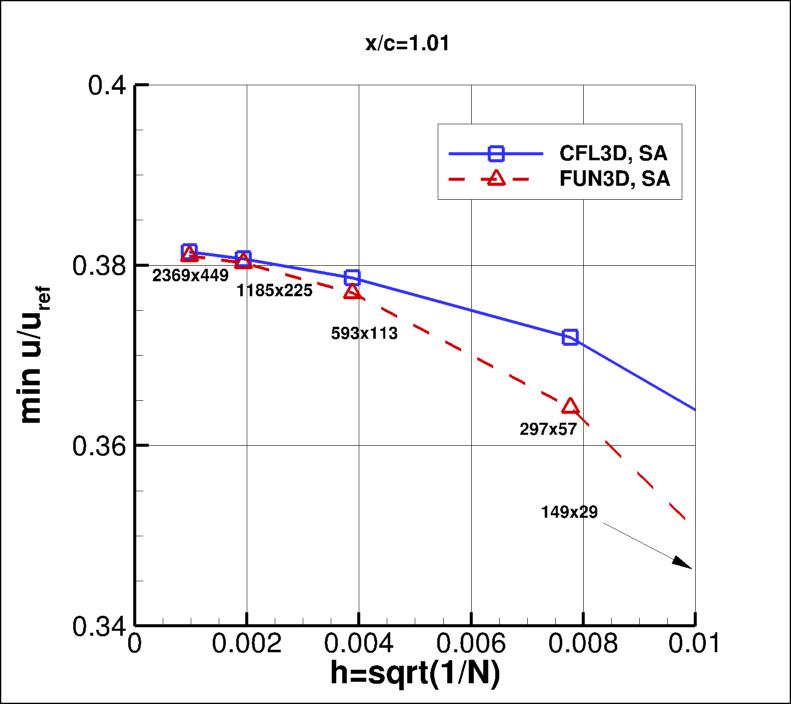 x/c=1.01
0.4
CFL3D, SA
FUN3D, SA
0.38
2369x449
1185x225
593x113
min u/u_ref
297x57
0.36
149x29
0.34
0 0.002 0.004 0.006 0.008 0.01
h=sqrt(1/N)